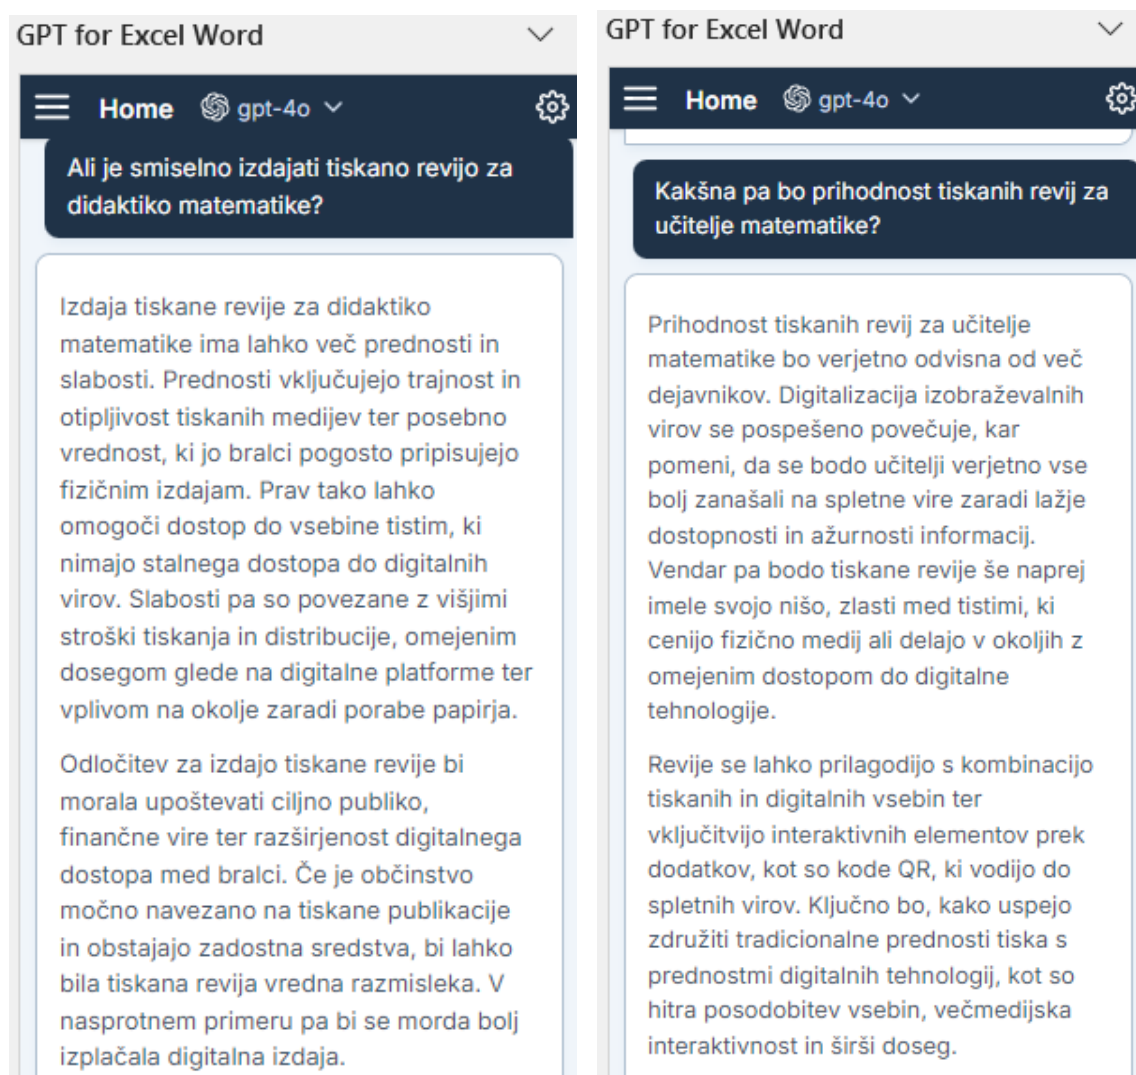 GPT for Excel Word
Home gpt-4o
Ali je smiselno izdajati tiskano revijo za
didaktiko matematike?
Izdaja tiskane revije za didaktiko
matematike ima lahko več prednosti in
slabosti. Prednosti vključujejo trajnost in
otipljivost tiskanih medijev ter posebno
vrednost, ki jo bralci pogosto pripisujejo
fizičnim izdajam. Prav tako lahko
omogoči dostop do vsebine tistim, ki
nimajo stalnega dostopa do digitalnih
virov. Slabosti pa so povezane z višjimi
stroški tiskanja in distribucije, omejenim
dosegom glede na digitalne platforme ter
vplivom na okolje zaradi porabe papirja.
Odločitev za izdajo tiskane revije bi
morala upoštevati ciljno publiko,
finančne vire ter razširjenost digitalnega
dostopa med bralci. Če je občinstvo
močno navezano na tiskane publikacije
in obstajajo zadostna sredstva, bi lahko
bila tiskana revija vredna razmisleka. V
nasprotnem primeru pa bi se morda bolj
izplačala digitalna izdaja.
GPT for Excel Word
Home gpt-4o
Kakšna pa bo prihodnost tiskanih revij za
učitelje matematike?
Prihodnost tiskanih revij za učitelje
matematike bo verjetno odvisna od več
dejavnikov. Digitalizacija izobraževalnih
virov se pospešeno povečuje, kar
pomeni, da se bodo učitelji verjetno vse
bolj zanašali na spletne vire zaradi lažje
dostopnosti in ažurnosti informacij.
Vendar pa bodo tiskane revije še naprej
imele svojo nišo, zlasti med tistimi, ki
cenijo fizično medij ali delajo v okoljih z
omejenim dostopom do digitalne
tehnologije.
Revije se lahko prilagodijo s kombinacijo
tiskanih in digitalnih vsebin ter
vključitvijo interaktivnih elementov prek
dodatkov, kot so kode QR, ki vodijo do
spletnih virov. Ključno bo, kako uspejo
združiti tradicionalne prednosti tiska s
prednostmi digitalnih tehnologij, kot so
hitra posodobitev vsebin, večmedijska
interaktivnost in širši doseg.